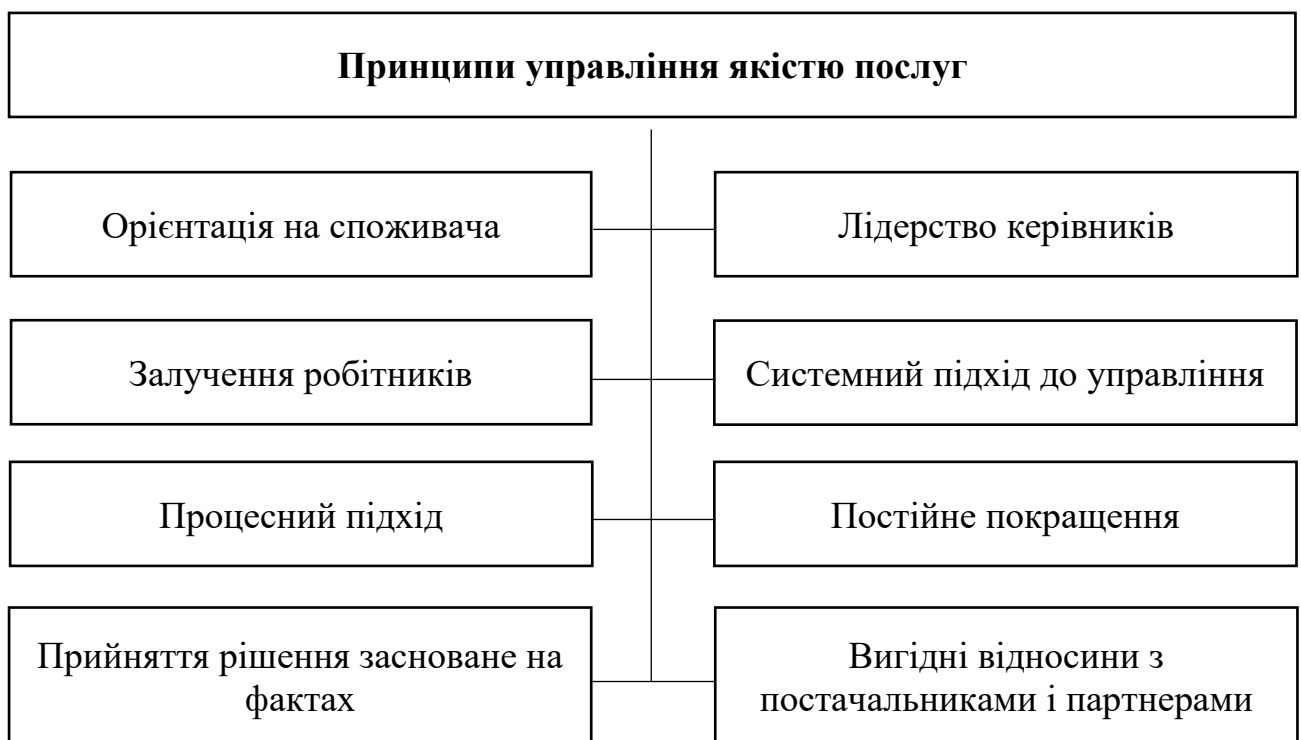 Принципи управління якістю послуг
Орієнтація на споживача
Лідерство керівників
Залучення робітників
Системний підхід до управління
Процесний підхід
Постійне покращення
Прийняття рішення засноване на
фактах
Вигідні відносини з
постачальниками і партнерами